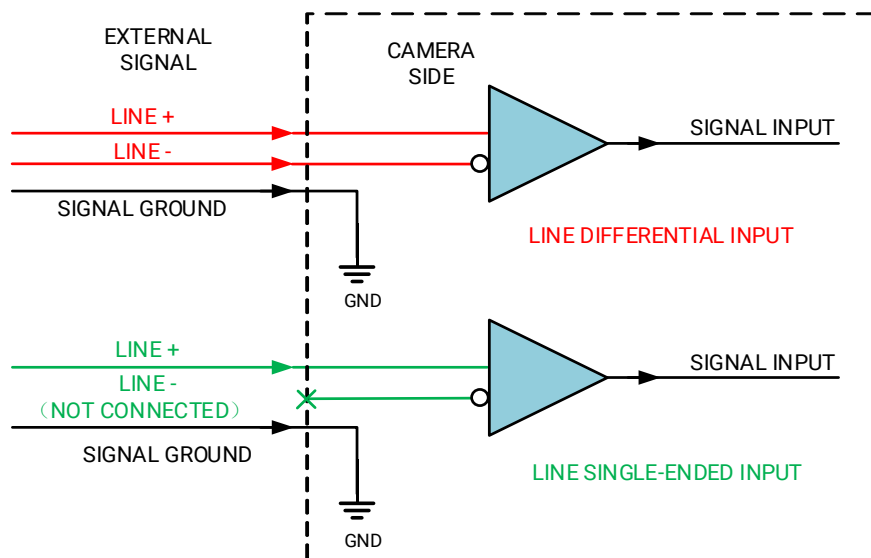 EXTERNAL
SIGNAL
CAMERA
SIDE
LINE +
LINE -
SIGNAL GROUND
GND
SIGNAL INPUT
LINE DIFFERENTIAL INPUT
LINE +
LINE -
（NOT CONNECTED）
SIGNAL GROUND
GND
SIGNAL INPUT
LINE SINGLE-ENDED INPUT